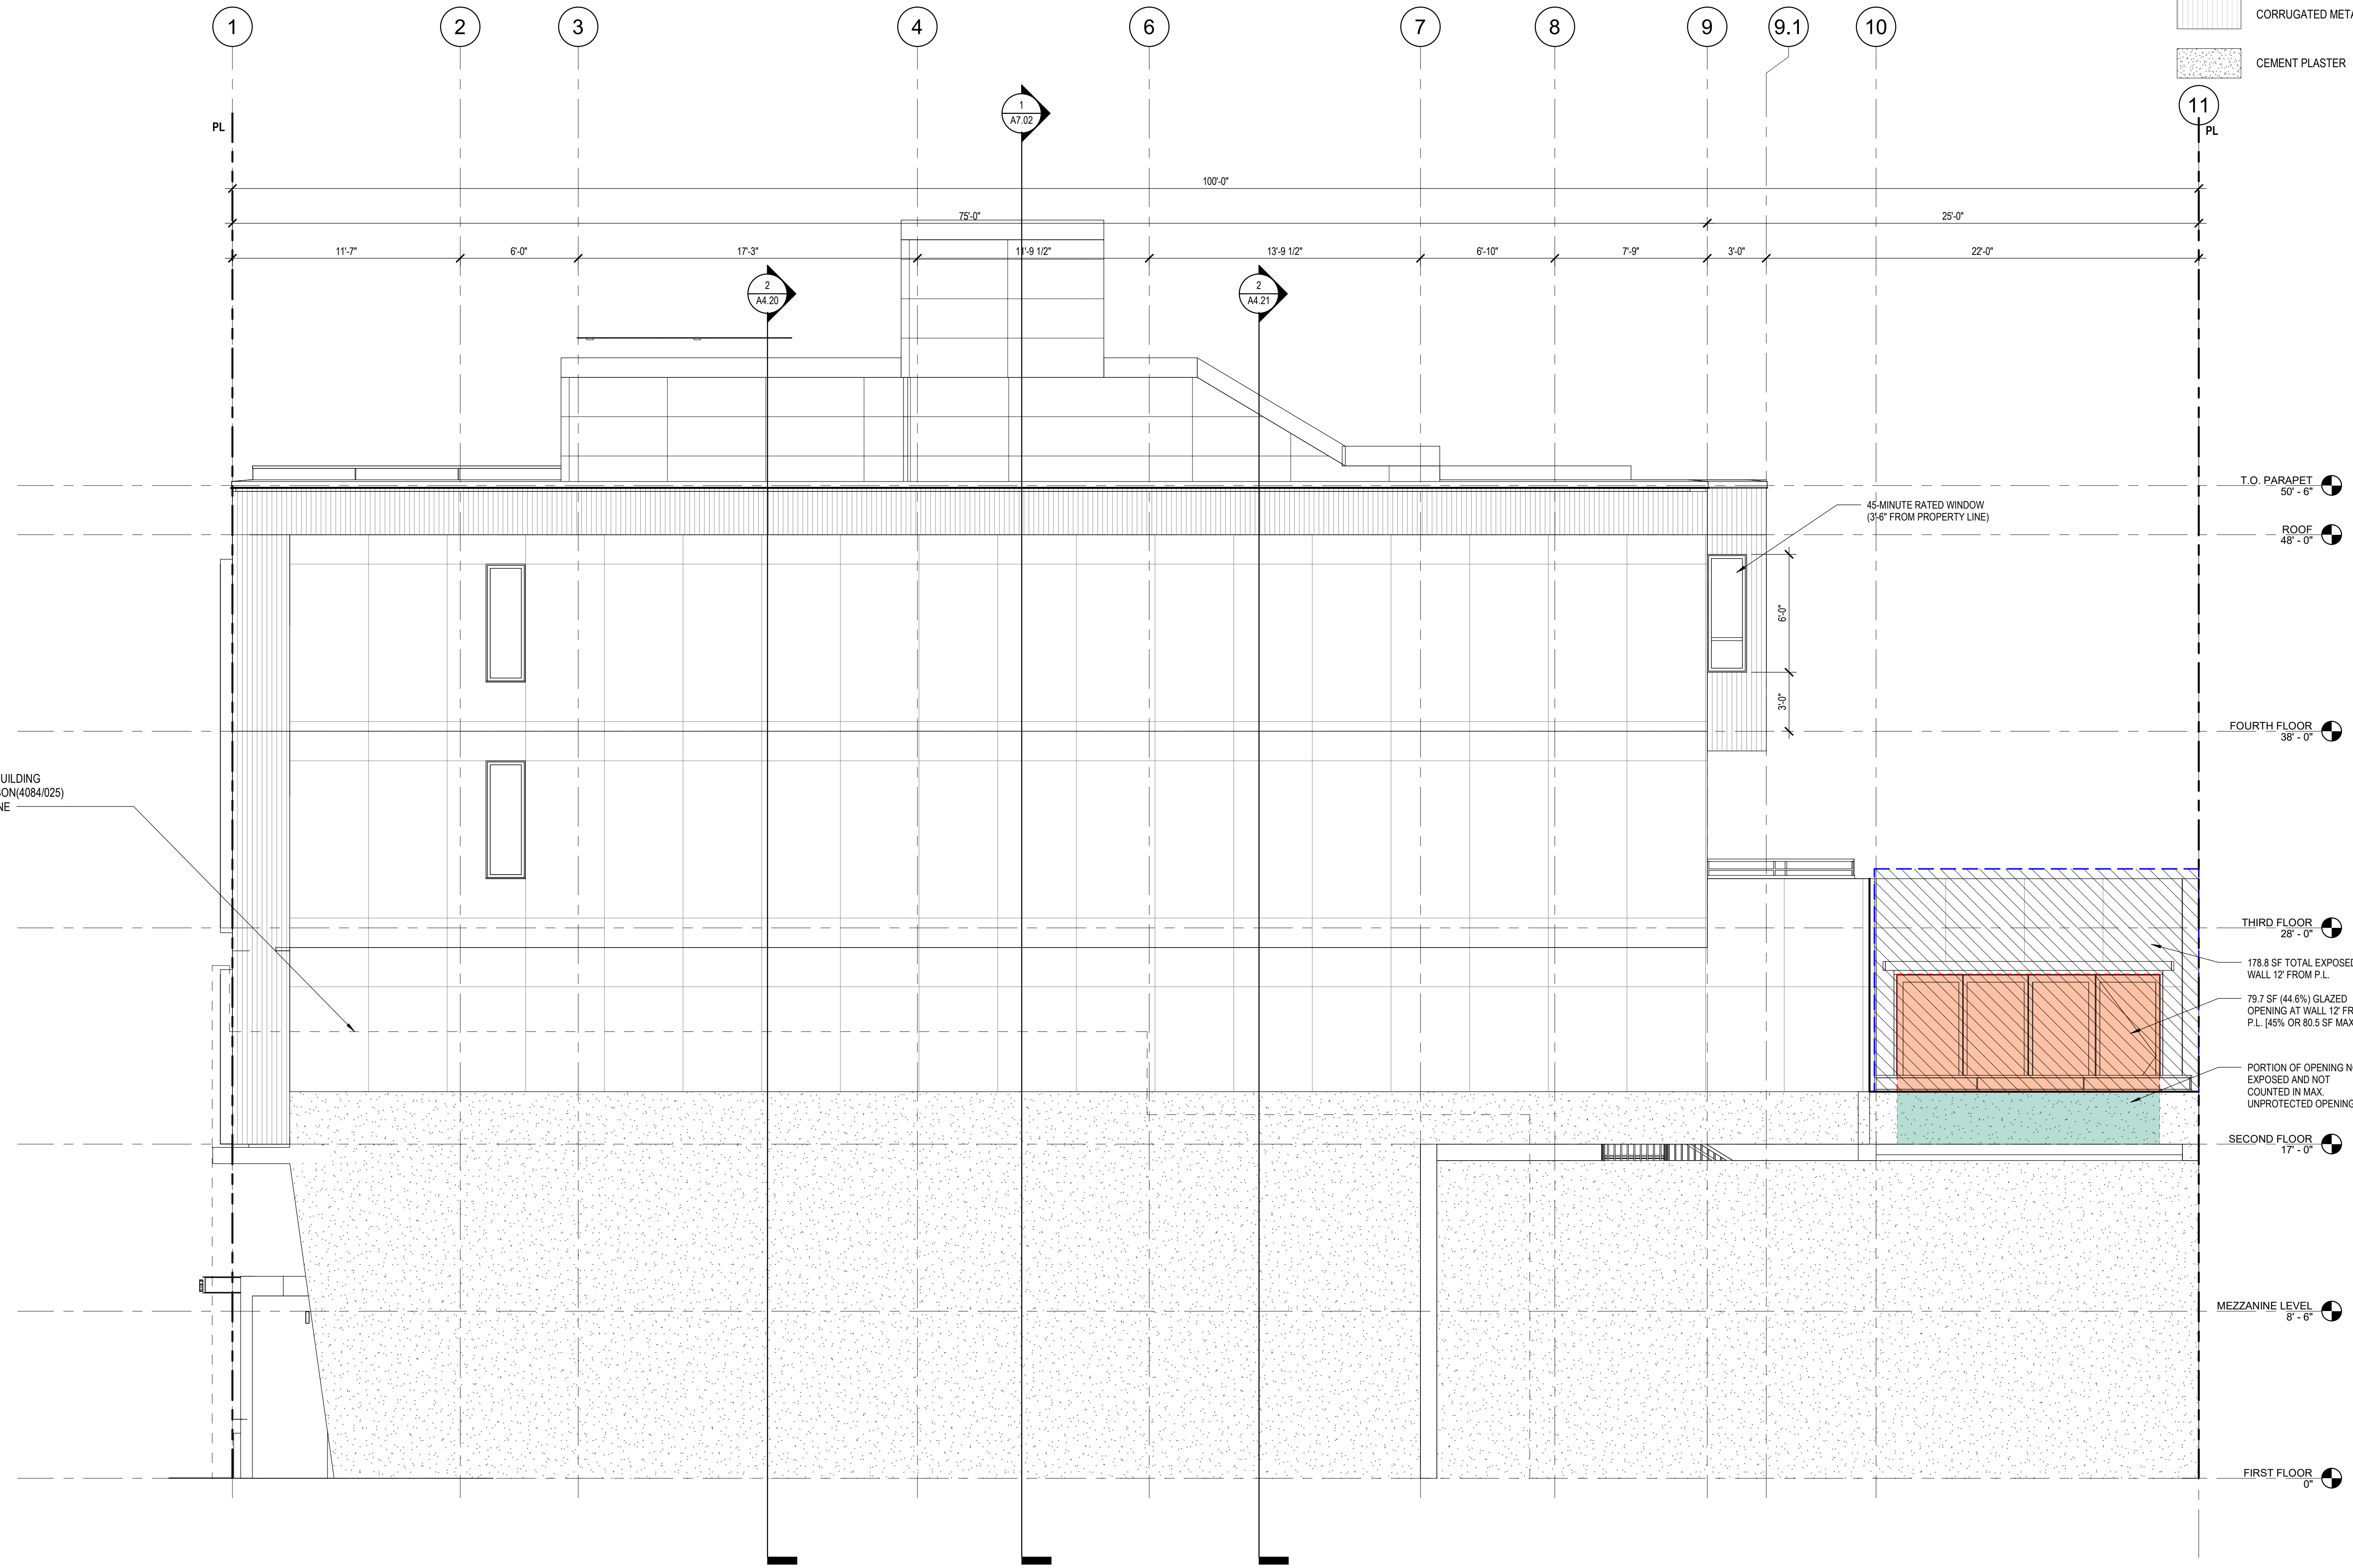 1
2
3
4
6
7
8
9
9.1
10
11
CEMENT PLASTER
CORRUGATED
PL
PL
1
A7.02
100'-0"
75'-0"
25'-0"
11'-7"
6'-0"
17'-3"
11'-9 1/2"
13'-9 1/2"
6'-10"
7'-9"
3'-0"
22'-0"
2
A4.20
2
A4.21
T.O. PARAPET
50' - 6"
45-MINUTE RATED WINDOW
(3'-6" FROM PROPERTY LINE)
ROOF
48' - 0"
6'-0"
3'-0"
FOURTH FLOOR
38' - 0"
(4084/025)
THIRD FLOOR
28' - 0"
178.8 SF TOTAL EXPOSED
WALL 12' FROM P.L.
79.7 SF (44.6%) GLAZED
OPENING AT WALL 12'
P.L. [45% OR 80.5 SF MAX
PORTION OF OPENING
EXPOSED AND NOT
COUNTED IN MAX.
UNPROTECTED OPENING
SECOND FLOOR
17' - 0"
MEZZANINE LEVEL
8' - 6"
FIRST FLOOR
0"